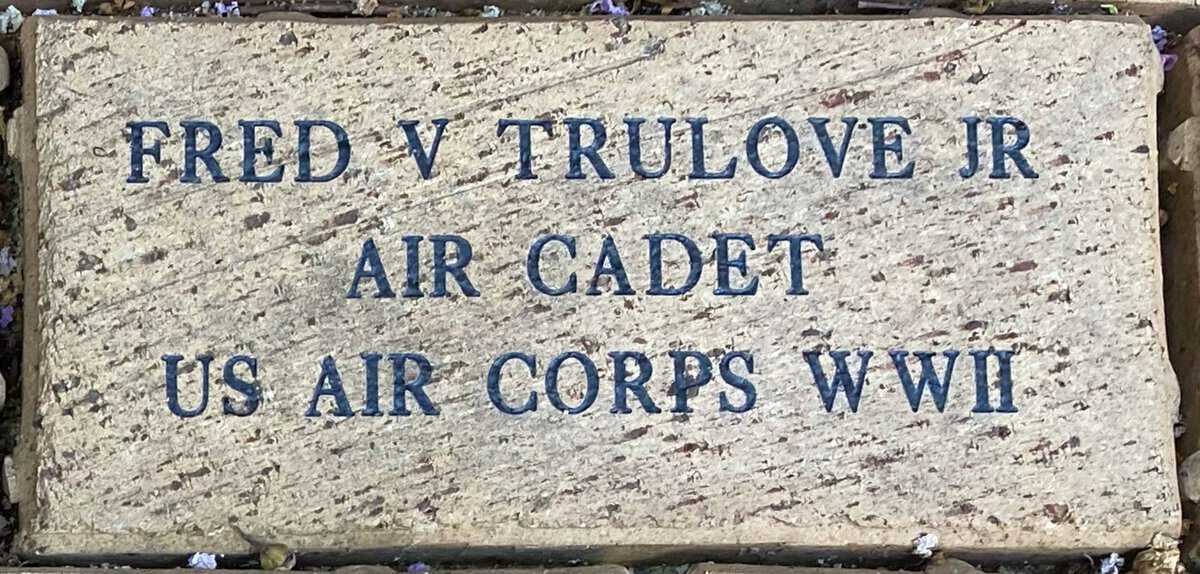 FRED V TRULOVE JR
AIR CADET
US AIR CORPS WWII